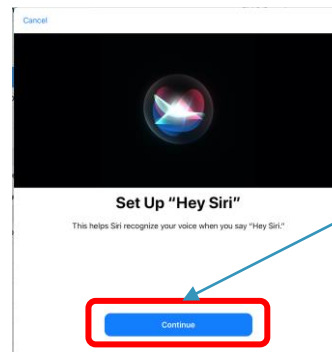 Cancel
Set Up “Hey Siri”
This helps Siri recognize your voice when you say “Hey Siri.”
Continue